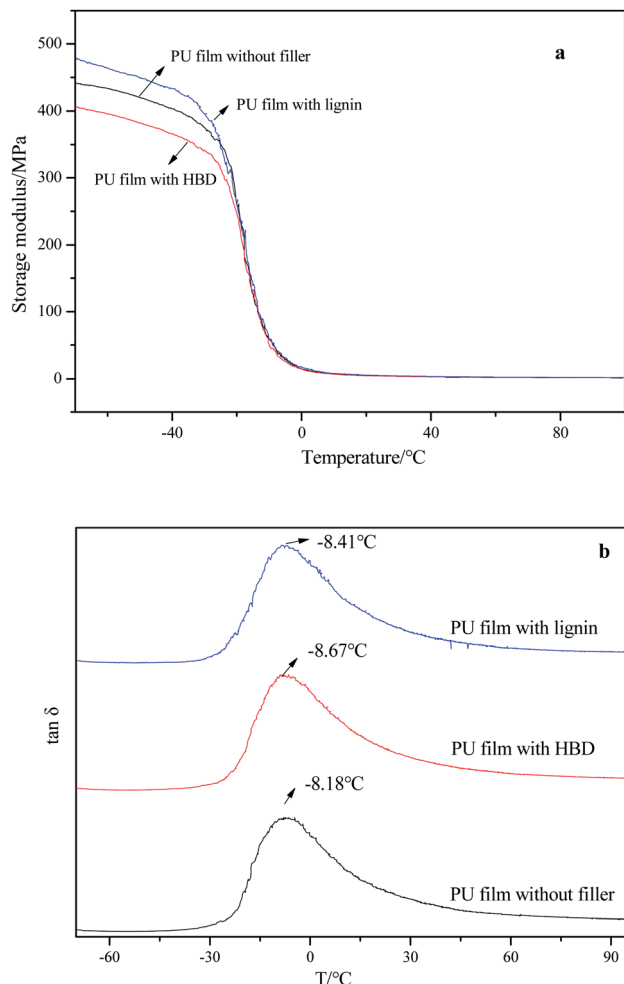 500
a
PU film without filler
400
PU film with lignin
300
PU film with HBD
200
100
0
Storage modulus/MPa
-40
0
40
80
Temperature/°C
-8.41°C
b
PU film with lignin
-8.67°C
tan δ
PU film with HBD
-8.18°C
PU film without filler
-60
-30
0
30
60
90
T/°C